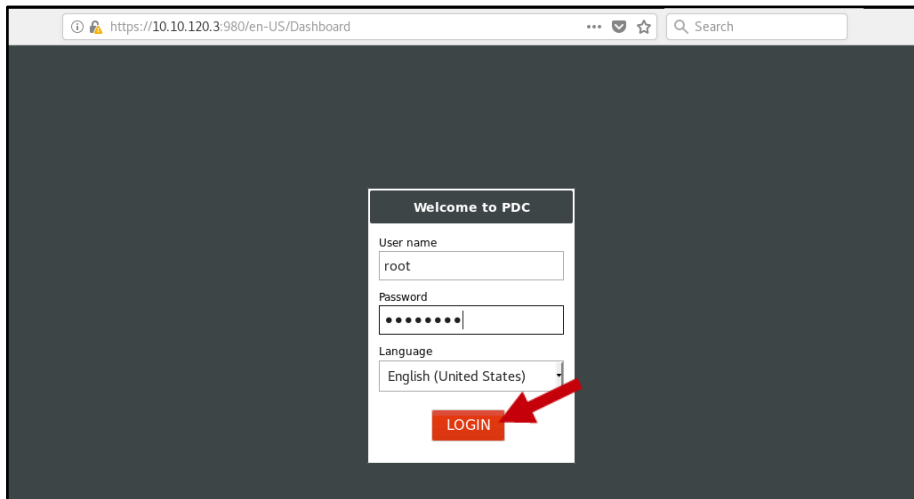 https://10.10.120.3:980/en-US/Dashboard
Search
Welcome to PDC
User name
root
Password
••••••••
Language
English (United States)
LOGIN